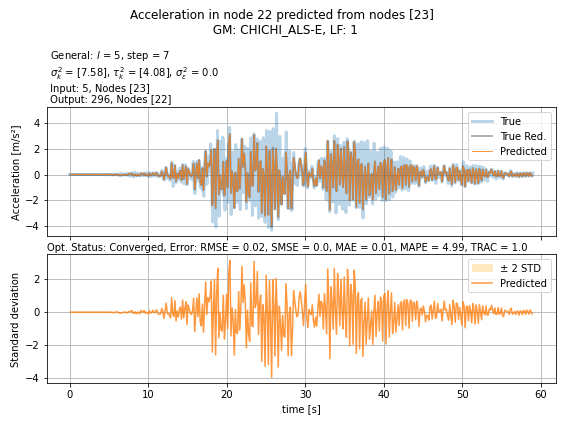 Acceleration in node 22 predicted from nodes [23]
GM: CHICHI_ALS-E, LF: 1
General: l = 5, step = 7
σ²ₖ = [7.58], τ²ₖ = [4.08], σ²ε = 0.0
Input: 5, Nodes [23]
Output: 296, Nodes [22]
Acceleration [m/s²]
4
2
0
−2
−4
True
True Red.
Predicted
Opt. Status: Converged, Error: RMSE = 0.02, SMSE = 0.0, MAE = 0.01, MAPE = 4.99, TRAC = 1.0
Standard deviation
2
0
−2
−4
± 2 STD
Predicted
0 10 20 30 40 50 60
time [s]